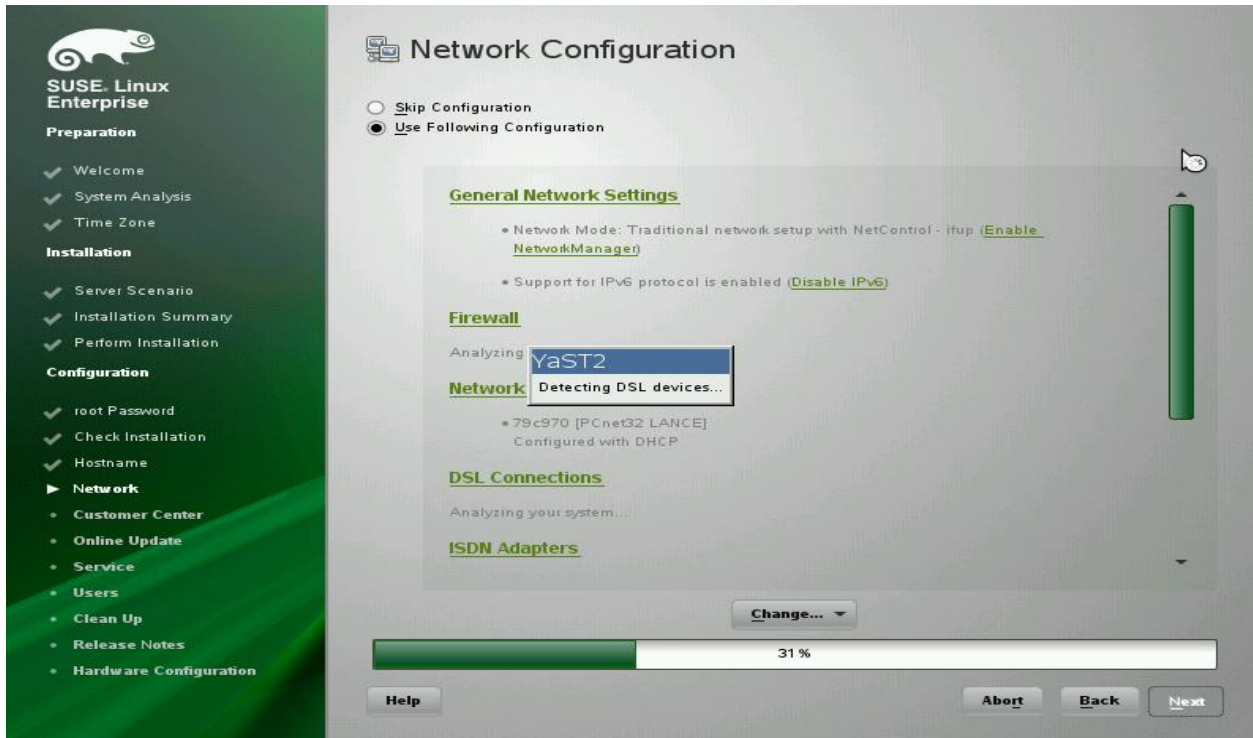 SUSE. Linux
Enterprise
Preparation
Welcome
System Analysis
Time Zone
Installation
Server Scenario
Installation Summary
Perform Installation
Configuration
root Password
Check Installation
Hostname
Network
Customer Center
Online Update
Service
Users
Clean Up
Release Notes
Hardware Configuration
Network Configuration
Skip Configuration
Use Following Configuration
General Network Settings
• Network Mode: Traditional network setup with NetControl - ifup (Enable
NetworkManager)
• Support for IPv6 protocol is enabled (Disable IPv6)
Firewall
Analyzing
YaST2
Detecting DSL devices...
Network
• 79c970 [PCnet32 LANCE]
Configured with DHCP
DSL Connections
Analyzing your system...
ISDN Adapters
Change...
31 %
Help
Abort
Back
Next